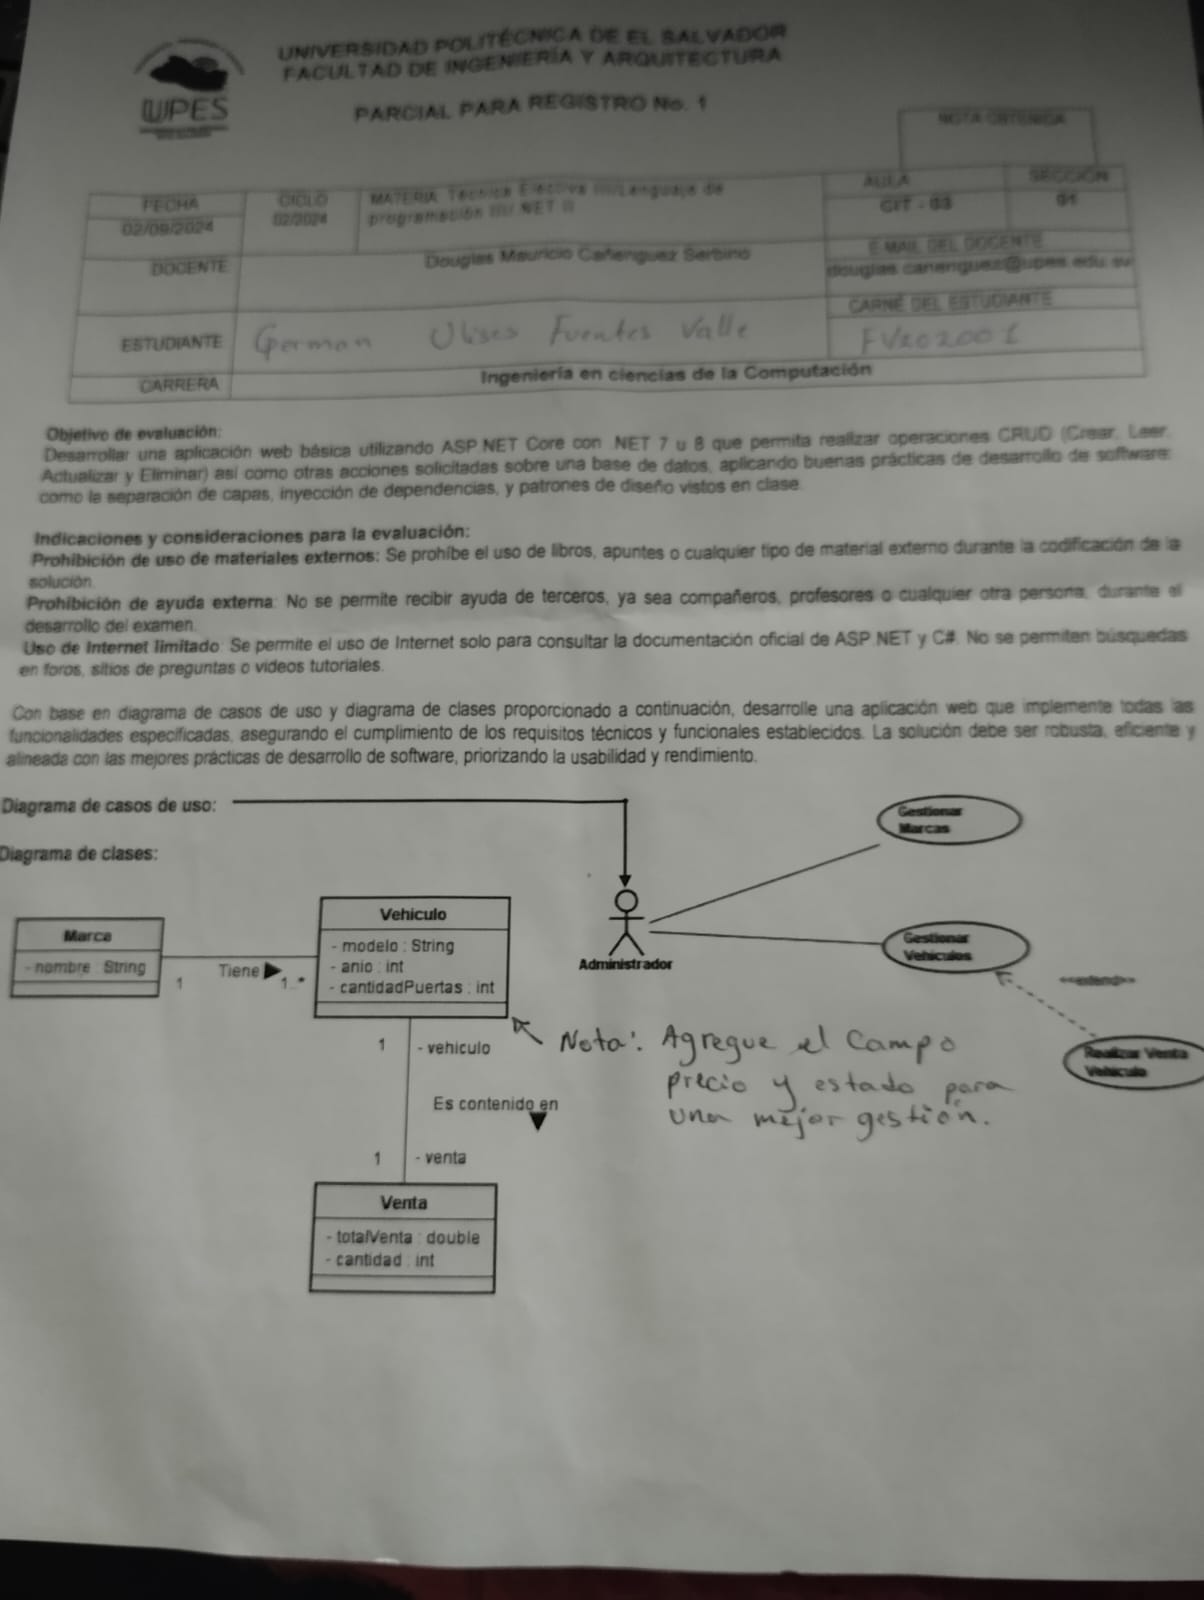 UNIVERSIDAD POLITÉCNICA DE EL SALVADOR
FACULTAD DE INGENIERÍA Y ARQUITECTURA
UPES
PARCIAL PARA REGISTRO No. 1
NOTA OBTENIDA
FECHA
02/09/2024
CICLO
02/2024
MATERIA: Técnica Electiva III/Lenguaje de
programación III/.NET II
AULA
CIT - 03
SECCIÓN
01
DOCENTE
Douglas Mauricio Cañenguez Serbino
E-MAIL DEL DOCENTE
douglas.canenguez@upes.edu.sv
ESTUDIANTE
German Ulises Fuentes Valle
CARNÉ DEL ESTUDIANTE
FV202001
CARRERA
Ingeniería en ciencias de la Computación
Objetivo de evaluación:
Desarrollar una aplicación web básica utilizando ASP.NET Core con .NET 7 u 8 que permita realizar operaciones CRUD (Crear, Leer,
Actualizar y Eliminar) así como otras acciones solicitadas sobre una base de datos, aplicando buenas prácticas de desarrollo de software:
como la separación de capas, inyección de dependencias, y patrones de diseño vistos en clase.
Indicaciones y consideraciones para la evaluación:
Prohibición de uso de materiales externos: Se prohíbe el uso de libros, apuntes o cualquier tipo de material externo durante la codificación de la
solución.
Prohibición de ayuda externa: No se permite recibir ayuda de terceros, ya sea compañeros, profesores o cualquier otra persona, durante el
desarrollo del examen.
Uso de Internet limitado: Se permite el uso de Internet solo para consultar la documentación oficial de ASP.NET y C#. No se permiten búsquedas
en foros, sitios de preguntas o videos tutoriales.
Con base en diagrama de casos de uso y diagrama de clases proporcionado a continuación, desarrolle una aplicación web que implemente todas las
funcionalidades especificadas, asegurando el cumplimiento de los requisitos técnicos y funcionales establecidos. La solución debe ser robusta, eficiente y
alineada con las mejores prácticas de desarrollo de software, priorizando la usabilidad y rendimiento.
Diagrama de casos de uso:
Gestionar
Marcas
Diagrama de clases:
Marca
- nombre : String
1
Tiene
1..*
Vehiculo
- modelo : String
- anio : int
- cantidadPuertas : int
Administrador
Gestionar
Vehiculos
<<extend>>
Realizar Venta
Vehiculo
1
- vehiculo
Nota: Agregue el Campo
precio y estado para
una mejor gestión.
Es contenido en
1
- venta
Venta
- totalVenta : double
- cantidad : int